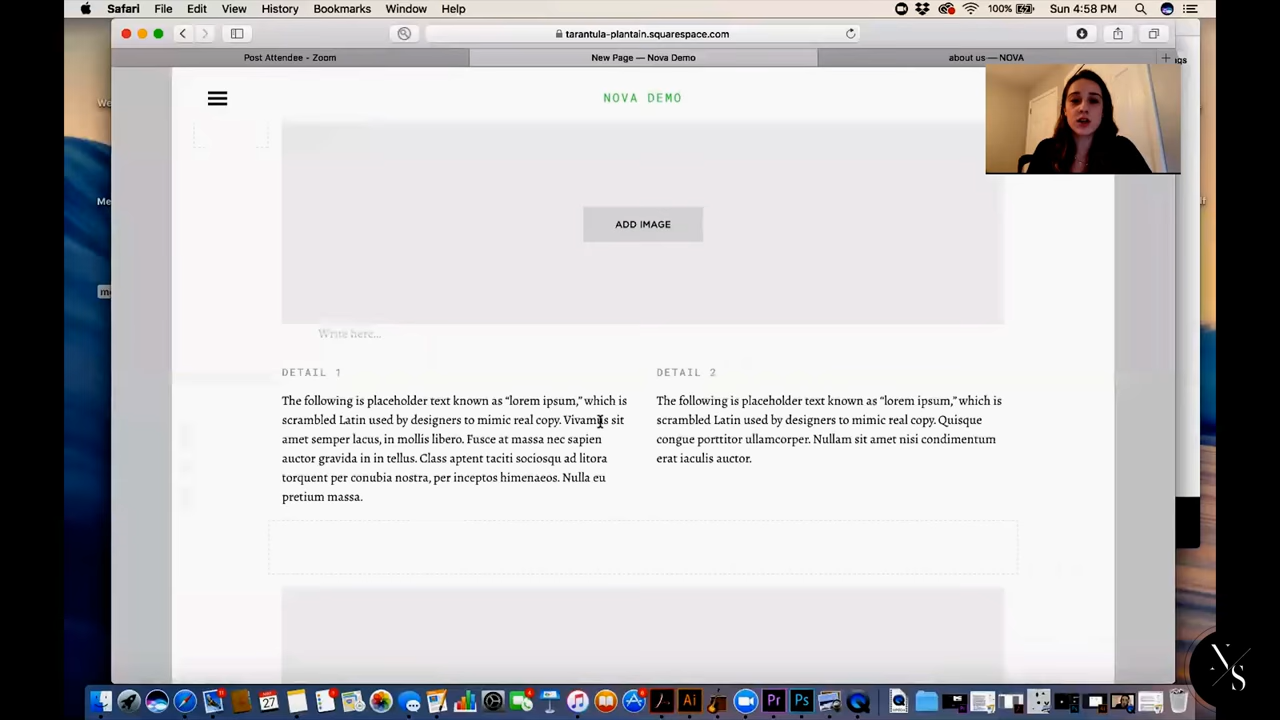 Safari File Edit View History Bookmarks Window Help 100% Sun 4:58 PM
tarantula-plantain.squarespace.com
Post Attendee - Zoom New Page — Nova Demo about us — NOVA
NOVA DEMO
ADD IMAGE
Write here...
DETAIL 1
The following is placeholder text known as “lorem ipsum,” which is
scrambled Latin used by designers to mimic real copy. Vivamus sit
amet semper lacus, in mollis libero. Fusce at massa nec sapien
auctor gravida in in tellus. Class aptent taciti sociosqu ad litora
torquent per conubia nostra, per inceptos himenaeos. Nulla eu
pretium massa.
DETAIL 2
The following is placeholder text known as “lorem ipsum,” which is
scrambled Latin used by designers to mimic real copy. Quisque
congue porttitor ullamcorper. Nullam sit amet nisi condimentum
erat iaculis auctor.